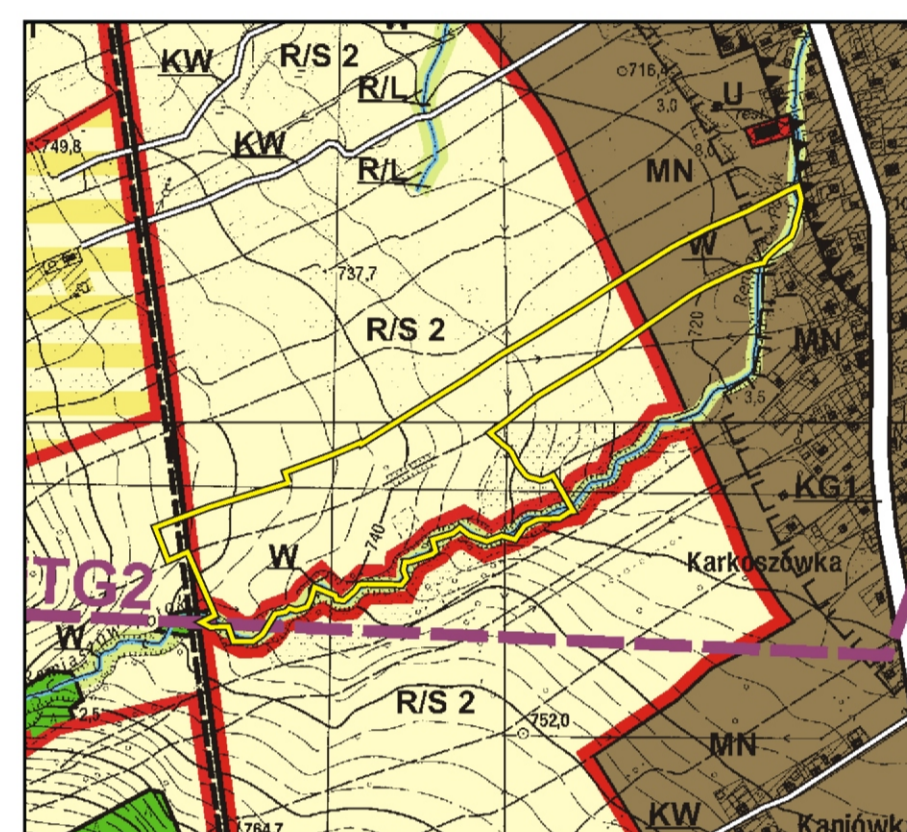 W
KW
R/S 2
716,4
R/L
3,0
U
749,8
KW
8,0
R/L
MN
W
737,7
720
R/S 2
MN
3,5
KG1
740
W
Karkoszówka
TG2
W
2,5
R/S 2
752,0
MN
KW
764,7
Kaniówk